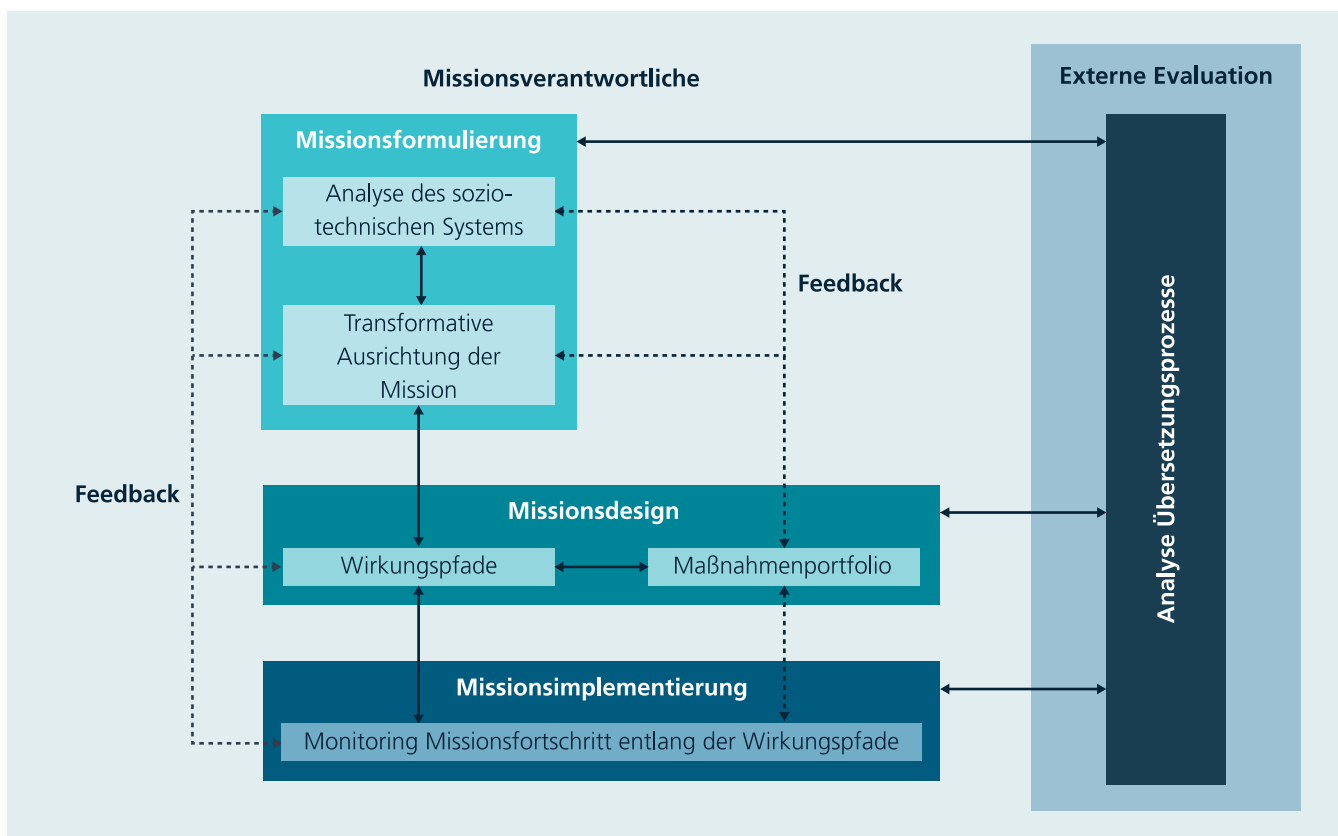 Missionsverantwortliche
Externe Evaluation
Missionsformulierung
Analyse des sozio-
technischen Systems
Feedback
Transformative
Ausrichtung der
Mission
Feedback
Missionsdesign
Wirkungspfade
Maßnahmenportfolio
Missionsimplementierung
Monitoring Missionsfortschritt entlang der Wirkungspfade
Analyse Übersetzungsprozesse